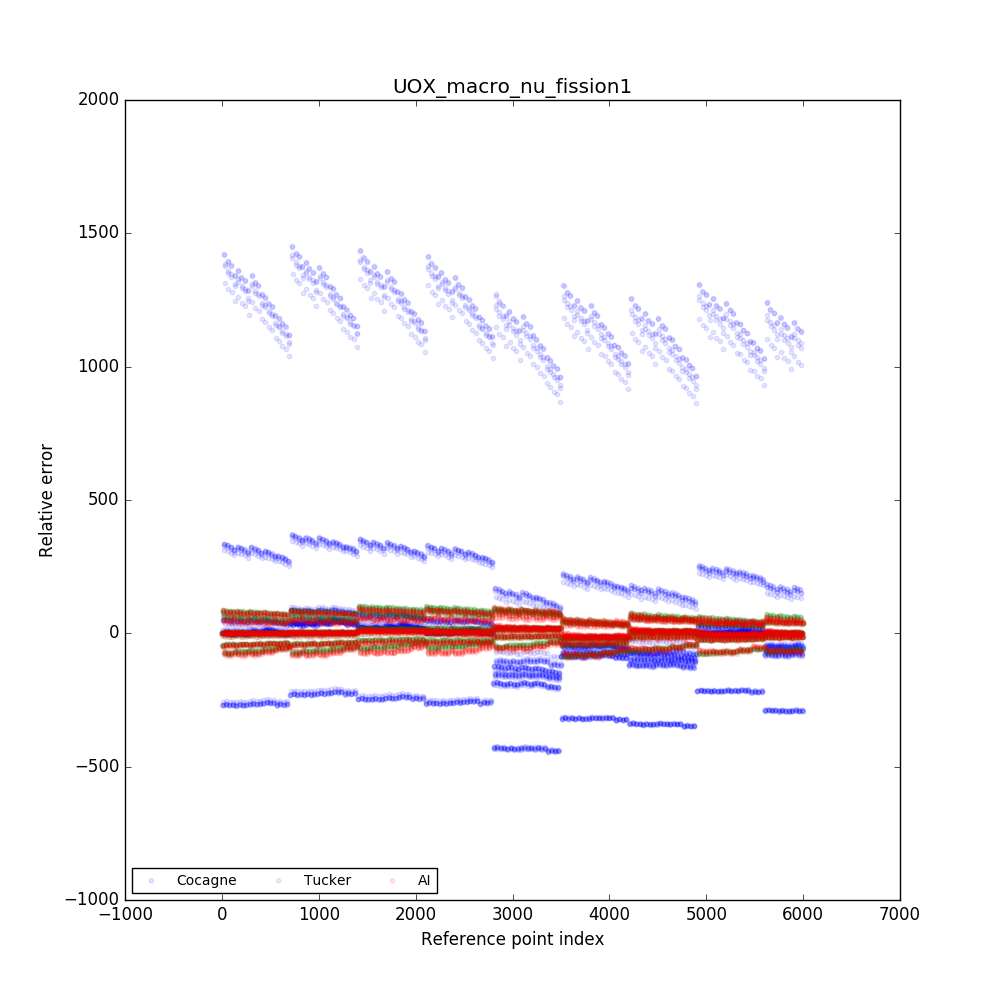 UOX_macro_nu_fission1
2000
1500
1000
500
0
−500
−1000
Relative error
Cocagne Tucker AI
−1000 0 1000 2000 3000 4000 5000 6000 7000
Reference point index